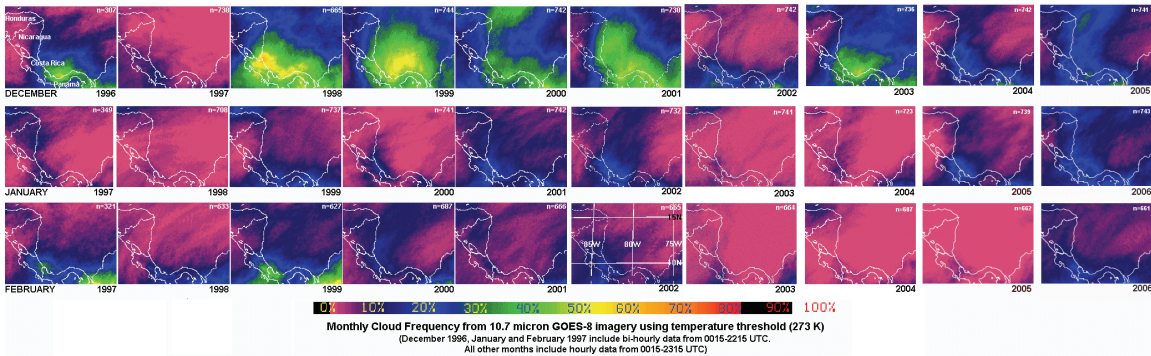 n=307 n=738 n=665 n=744 n=742 n=738 n=742 n=736 n=742 n=741
Honduras
Nicaragua
Costa Rica
Panamá
DECEMBER 1996 1997 1998 1999 2000 2001 2002 2003 2004 2005
n=349 n=708 n=737 n=741 n=742 n=732 n=741 n=723 n=739 n=743
JANUARY 1997 1998 1999 2000 2001 2002 2003 2004 2005 2006
n=321 n=633 n=627 n=687 n=666 n=665 n=664 n=687 n=662 n=661
15N
85W 80W 75W
10N
FEBRUARY 1997 1998 1999 2000 2001 2002 2003 2004 2005 2006
0% 10% 20% 30% 40% 50% 60% 70% 80% 90% 100%
Monthly Cloud Frequency from 10.7 micron GOES-8 imagery using temperature threshold (273 K)
(December 1996, January and February 1997 include bi-hourly data from 0015-2215 UTC.
All other months include hourly data from 0015-2315 UTC)